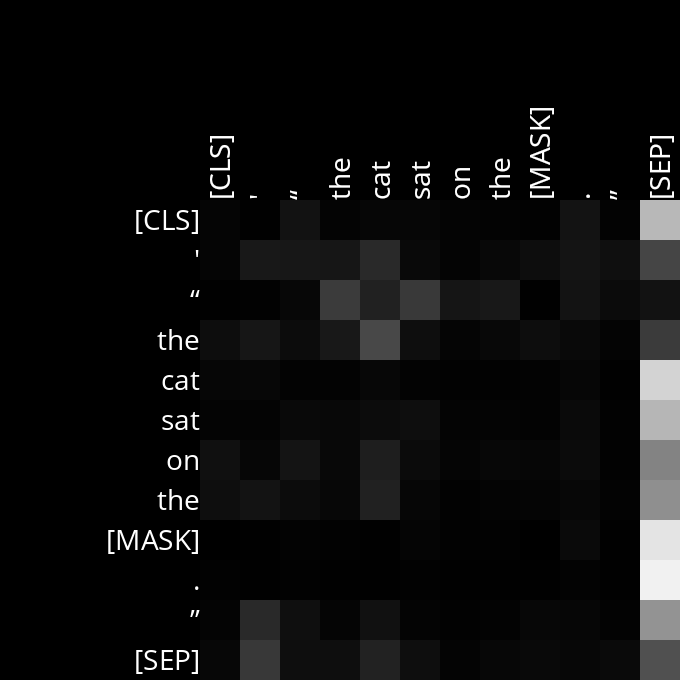 [CLS] ' “ the cat sat on the [MASK] . ” [SEP]
[CLS]
'
“
the
cat
sat
on
the
[MASK]
.
”
[SEP]